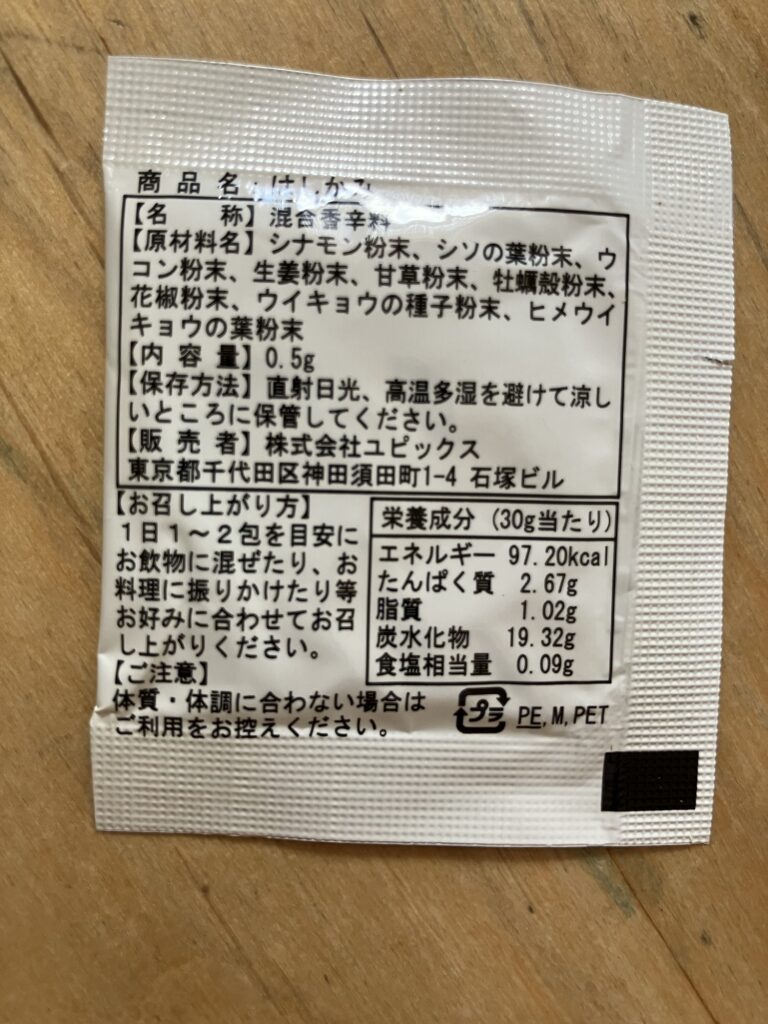 商品名:はしかみ
【名　　称】混合香辛料
【原材料名】シナモン粉末、シソの葉粉末、ウ
コン粉末、生姜粉末、甘草粉末、牡蠣殻粉末、
花椒粉末、ウイキョウの種子粉末、ヒメウイ
キョウの葉粉末
【内 容 量】0.5g
【保存方法】直射日光、高温多湿を避けて涼し
いところに保管してください。
【販 売 者】株式会社ユピックス
東京都千代田区神田須田町1-4 石塚ビル
【お召し上がり方】
1日1~2包を目安に
お飲物に混ぜたり、お
料理に振りかけたり等
お好みに合わせてお召
し上がりください。
【ご注意】
体質・体調に合わない場合は
ご利用をお控えください。
栄養成分 (30g当たり)
エネルギー 97.20kcal
たんぱく質 2.67g
脂質 1.02g
炭水化物 19.32g
食塩相当量 0.09g
プラ PE,M,PET